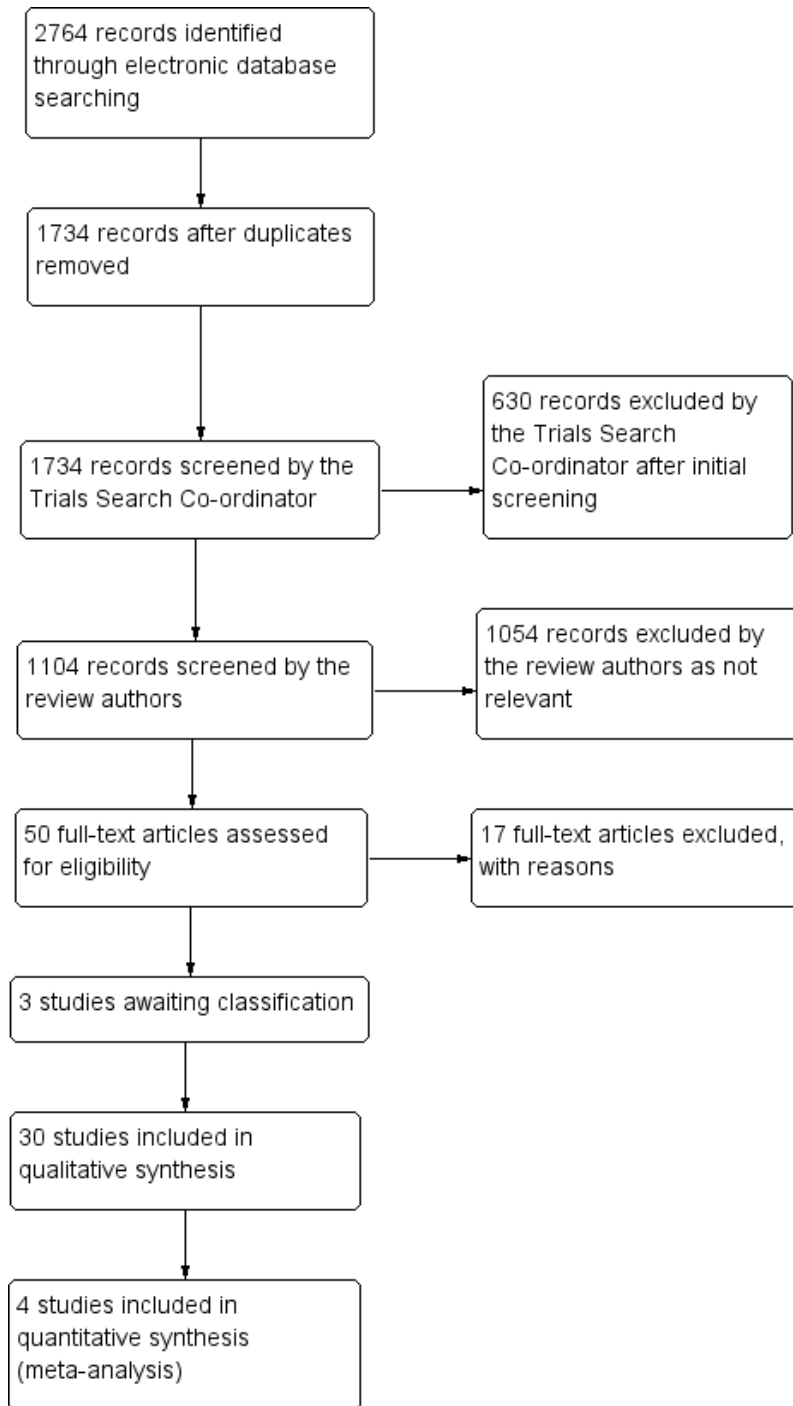 2764 records identified
through electronic database
searching
1734 records after duplicates
removed
1734 records screened by the
Trials Search Co-ordinator
630 records excluded by
the Trials Search
Co-ordinator after initial
screening
1104 records screened by the
review authors
1054 records excluded by
the review authors as not
relevant
50 full-text articles assessed
for eligibility
17 full-text articles excluded,
with reasons
3 studies awaiting classification
30 studies included in
qualitative synthesis
4 studies included in
quantitative synthesis
(meta-analysis)